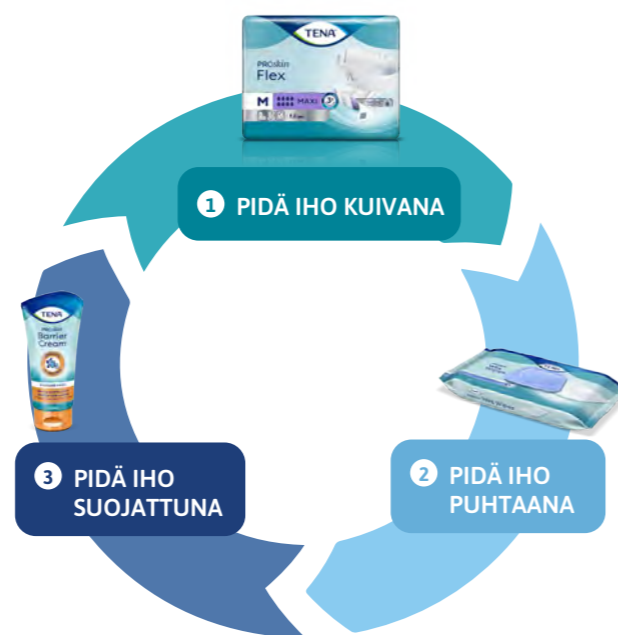 TENA
PROskin
Flex
M MAXI
1 PIDÄ IHO KUIVANA
TENA
PROskin
Barrier
Cream
3 PIDÄ IHO
SUOJATTUNA
2 PIDÄ IHO
PUHTAANA